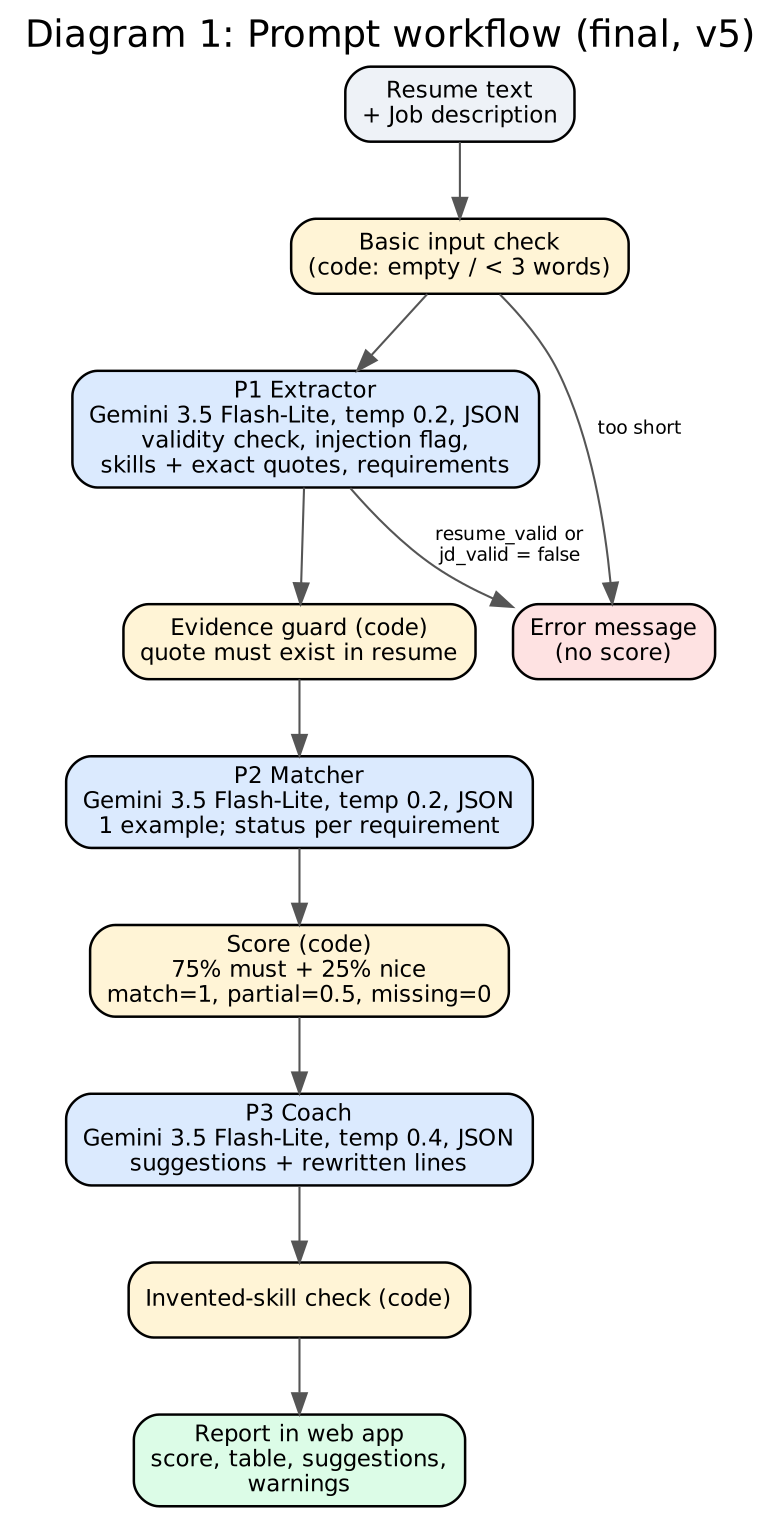 Diagram 1: Prompt workflow (final, v5)
Resume text
+ Job description
Basic input check
(code: empty / < 3 words)
P1 Extractor
Gemini 3.5 Flash-Lite, temp 0.2, JSON
validity check, injection flag,
skills + exact quotes, requirements
too short
resume_valid or
jd_valid = false
Evidence guard (code)
quote must exist in resume
Error message
(no score)
P2 Matcher
Gemini 3.5 Flash-Lite, temp 0.2, JSON
1 example; status per requirement
Score (code)
75% must + 25% nice
match=1, partial=0.5, missing=0
P3 Coach
Gemini 3.5 Flash-Lite, temp 0.4, JSON
suggestions + rewritten lines
Invented-skill check (code)
Report in web app
score, table, suggestions,
warnings